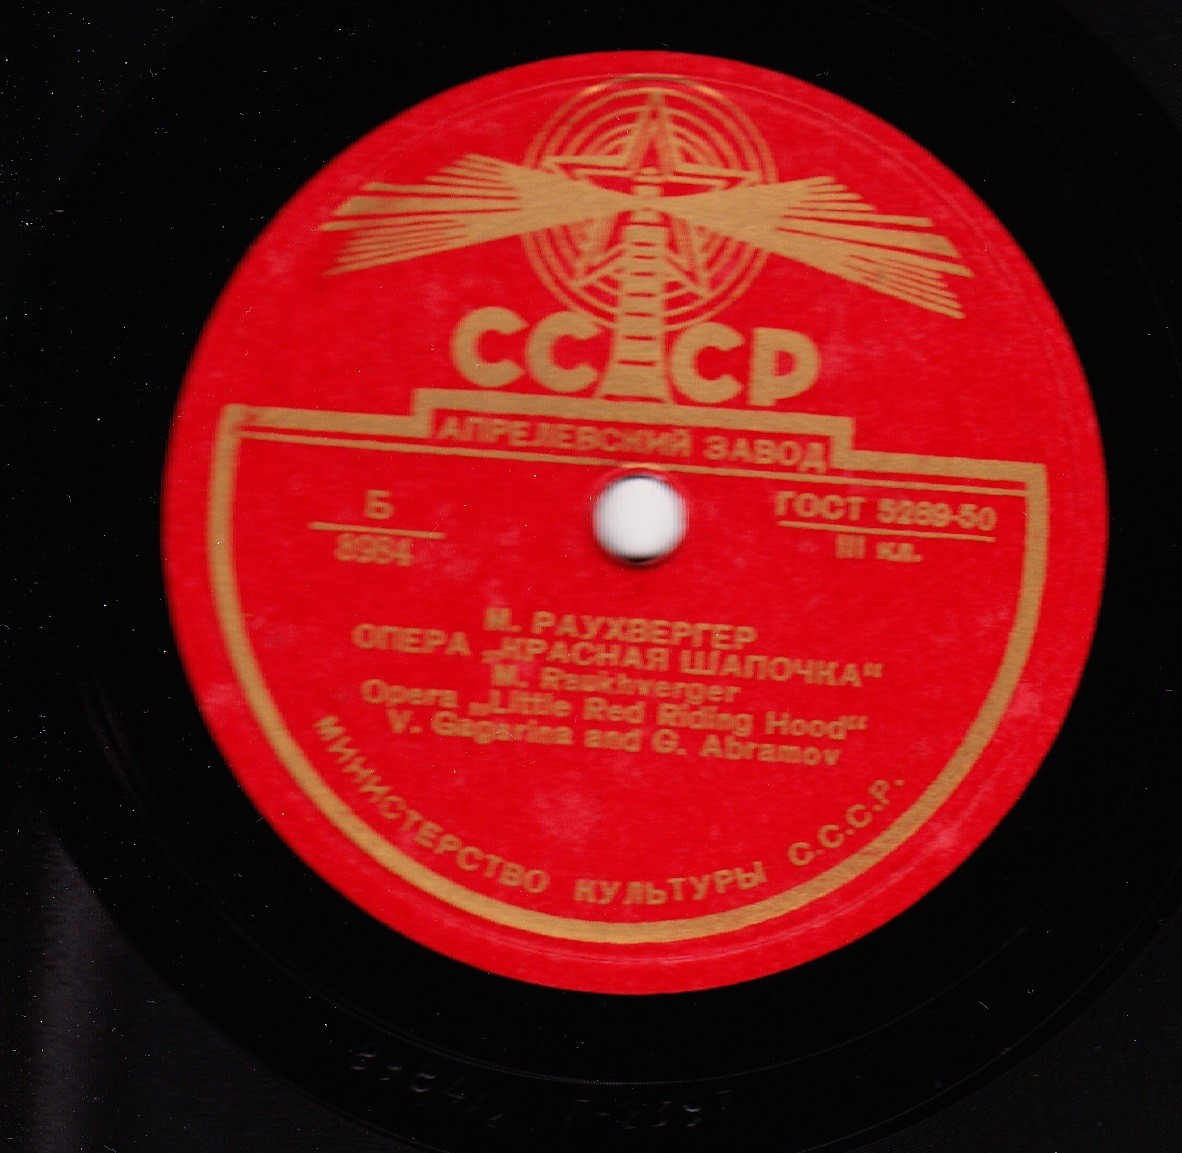 СССР
АПРЕЛЕВСКИЙ ЗАВОД
Б
8984
ГОСТ 5289-50
III кл.
М. РАУХВЕРГЕР
ОПЕРА „КРАСНАЯ ШАПОЧКА“
M. Raukhverger
Opera „Little Red Riding Hood“
V. Gagarina and G. Abramov
МИНИСТЕРСТВО КУЛЬТУРЫ С.С.С.Р.